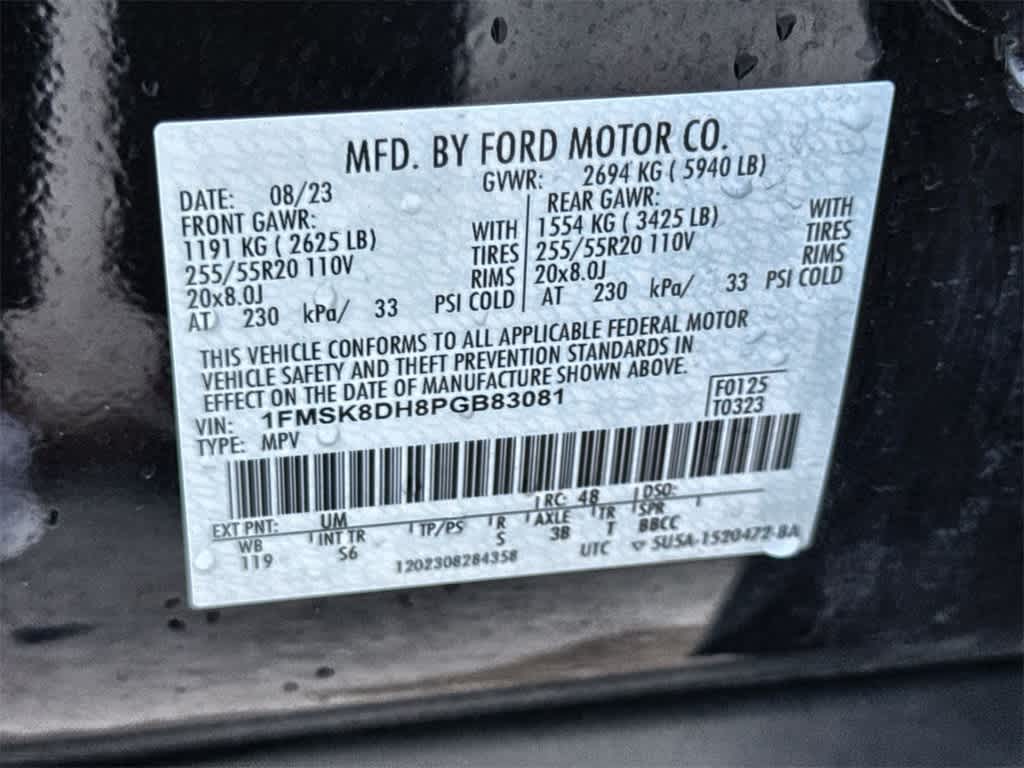 MFD. BY FORD MOTOR CO.
DATE: 08/23 GVWR: 2694 KG ( 5940 LB)
FRONT GAWR: REAR GAWR:
1191 KG ( 2625 LB) WITH 1554 KG ( 3425 LB) WITH
255/55R20 110V TIRES 255/55R20 110V TIRES
20x8.0J RIMS 20x8.0J RIMS
AT 230 kPa/ 33 PSI COLD AT 230 kPa/ 33 PSI COLD
THIS VEHICLE CONFORMS TO ALL APPLICABLE FEDERAL MOTOR
VEHICLE SAFETY AND THEFT PREVENTION STANDARDS IN
EFFECT ON THE DATE OF MANUFACTURE SHOWN ABOVE.
VIN: 1FMSK8DH8PGB83081 F0125
TYPE: MPV T0323
EXT PNT: UM RC: 48 DSO:
WB INT TR TP/PS R AXLE TR SPR
119 S6 S 3B T BBCC
1202308284358 UTC ▽ 5U5A-1520472-BA